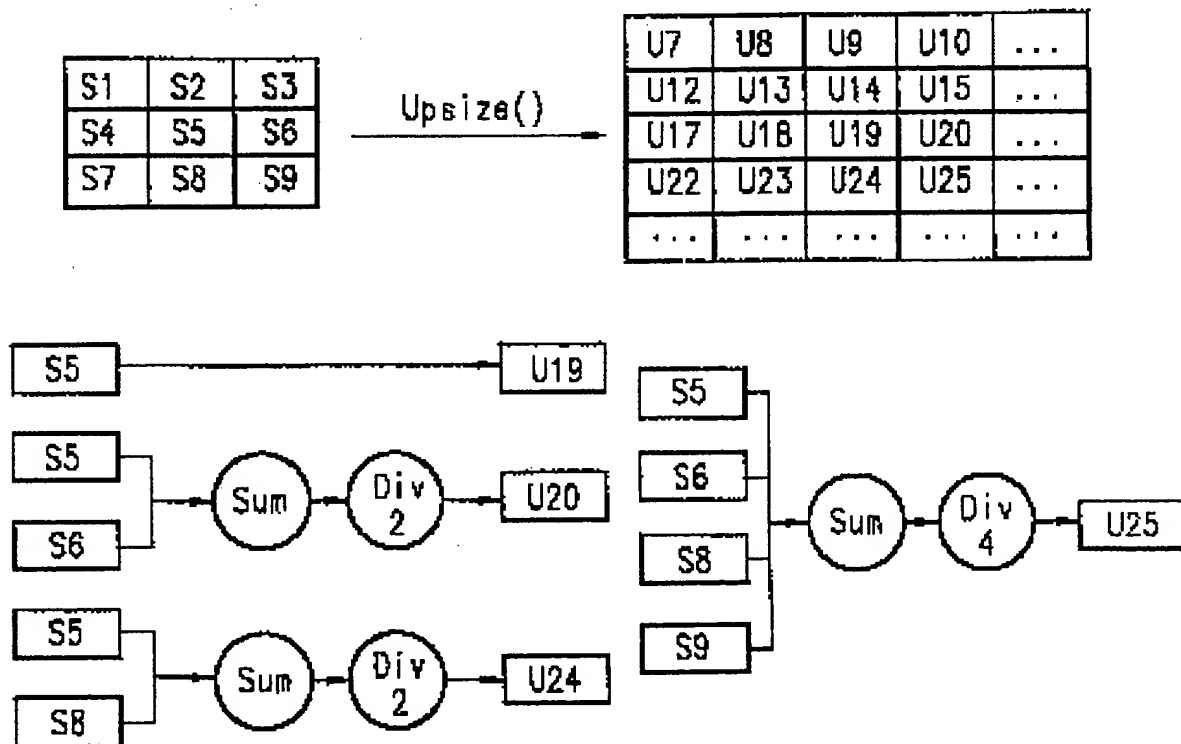 S1 S2 S3
S4 S5 S6
S7 S8 S9
Upsize()
U7 U8 U9 U10 ...
U12 U13 U14 U15 ...
U17 U18 U19 U20 ...
U22 U23 U24 U25 ...
... ... ... ... ...
S5 U19
S5
S6
Sum
Div 2
U20
S5
S8
Sum
Div 2
U24
S5
S6
S8
S9
Sum
Div 4
U25